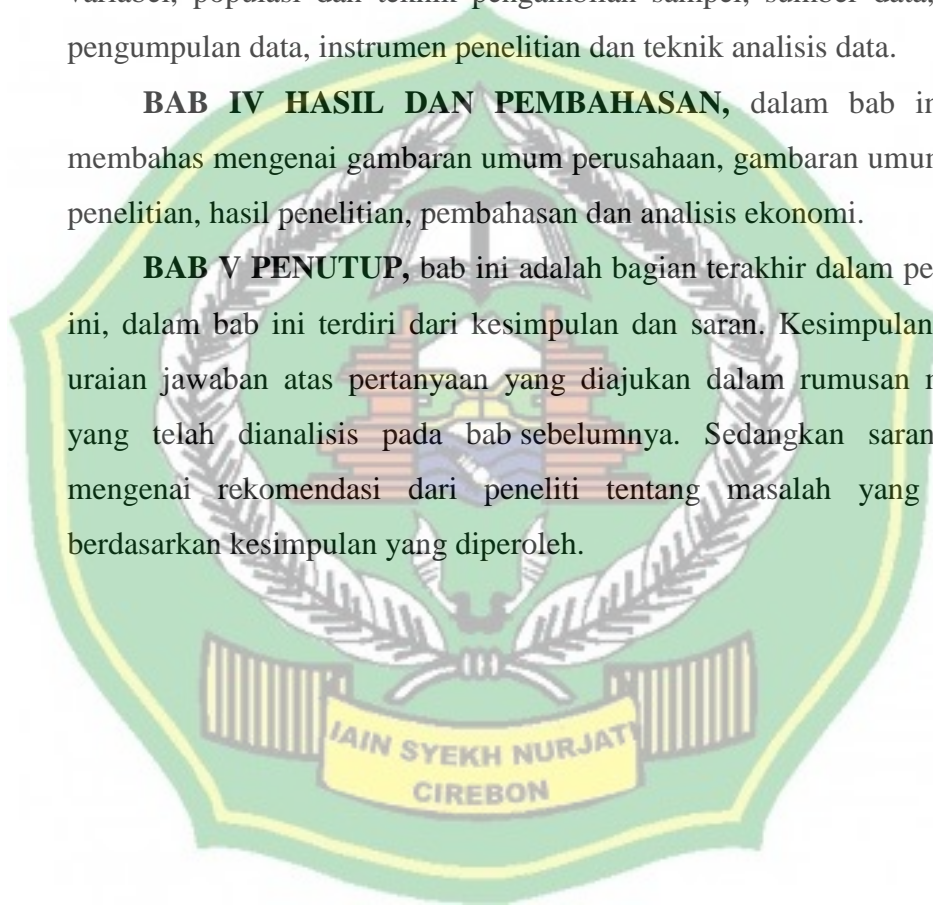 variabel, populasi dan teknik pengambilan sampel, sumber data,
pengumpulan data, instrumen penelitian dan teknik analisis data.
BAB IV HASIL DAN PEMBAHASAN, dalam bab in
membahas mengenai gambaran umum perusahaan, gambaran umum
penelitian, hasil penelitian, pembahasan dan analisis ekonomi.
BAB V PENUTUP, bab ini adalah bagian terakhir dalam pe
ini, dalam bab ini terdiri dari kesimpulan dan saran. Kesimpulan
uraian jawaban atas pertanyaan yang diajukan dalam rumusan
yang telah dianalisis pada bab sebelumnya. Sedangkan saran
mengenai rekomendasi dari peneliti tentang masalah yang
berdasarkan kesimpulan yang diperoleh.
IAIN SYEKH NURJATI
CIREBON